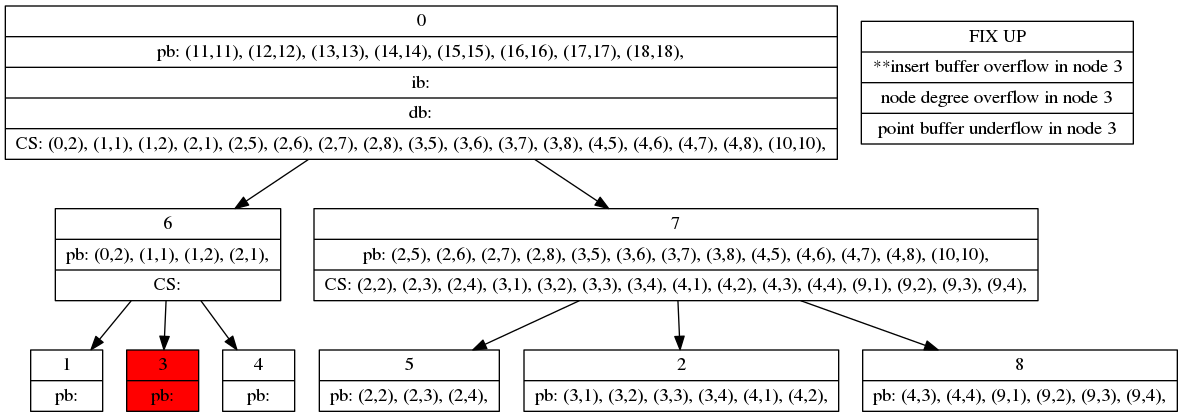 0
pb: (11,11), (12,12), (13,13), (14,14), (15,15), (16,16), (17,17), (18,18),
ib:
db:
CS: (0,2), (1,1), (1,2), (2,1), (2,5), (2,6), (2,7), (2,8), (3,5), (3,6), (3,7), (3,8), (4,5), (4,6), (4,7), (4,8), (10,10),
FIX UP
**insert buffer overflow in node 3
node degree overflow in node 3
point buffer underflow in node 3
6
pb: (0,2), (1,1), (1,2), (2,1),
CS:
7
pb: (2,5), (2,6), (2,7), (2,8), (3,5), (3,6), (3,7), (3,8), (4,5), (4,6), (4,7), (4,8), (10,10),
CS: (2,2), (2,3), (2,4), (3,1), (3,2), (3,3), (3,4), (4,1), (4,2), (4,3), (4,4), (9,1), (9,2), (9,3), (9,4),
1
pb:
3
pb:
4
pb:
5
pb: (2,2), (2,3), (2,4),
2
pb: (3,1), (3,2), (3,3), (3,4), (4,1), (4,2),
8
pb: (4,3), (4,4), (9,1), (9,2), (9,3), (9,4),